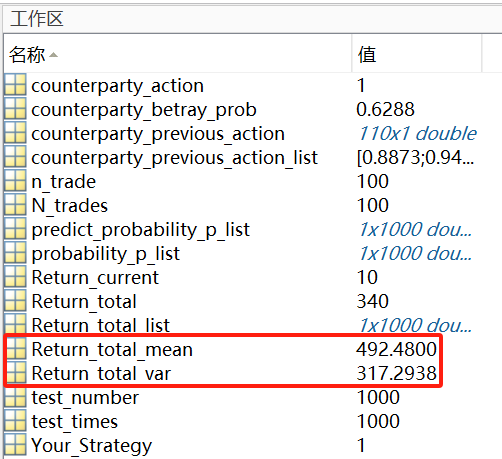 工作区
名称 值
counterparty_action 1
counterparty_betray_prob 0.6288
counterparty_previous_action 110x1 double
counterparty_previous_action_list [0.8873;0.94...
n_trade 100
N_trades 100
predict_probability_p_list 1x1000 dou...
probability_p_list 1x1000 dou...
Return_current 10
Return_total 340
Return_total_list 1x1000 dou...
Return_total_mean 492.4800
Return_total_var 317.2938
test_number 1000
test_times 1000
Your_Strategy 1